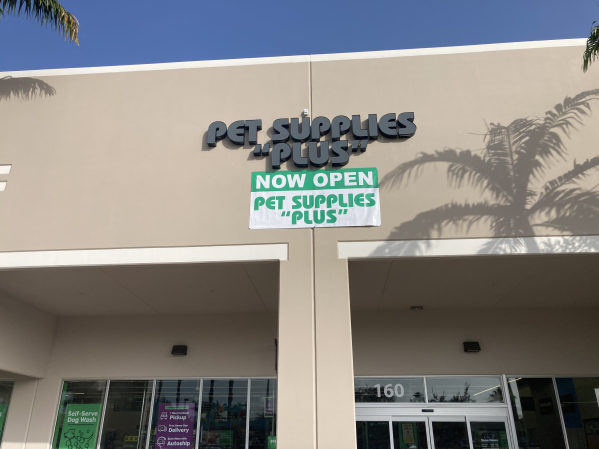 PET SUPPLIES
"PLUS"
NOW OPEN
PET SUPPLIES
"PLUS"
160
Self-Serve
Dog Wash
Pickup
Delivery
Autoship